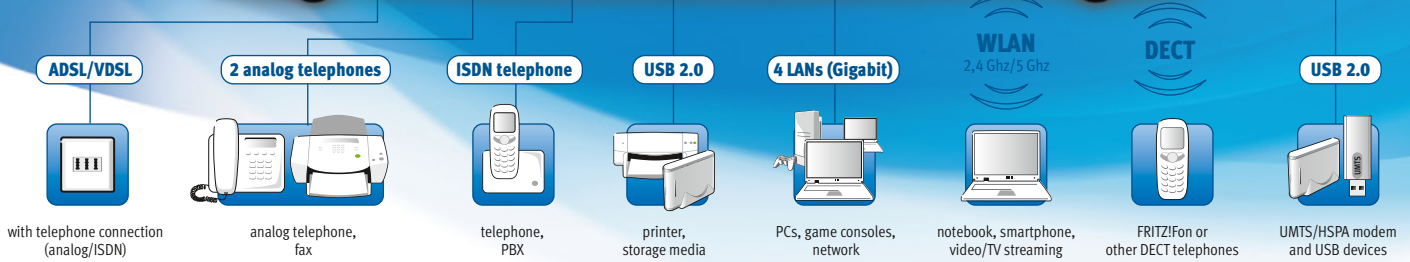 ADSL/VDSL
with telephone connection
(analog/ISDN)
2 analog telephones
analog telephone,
fax
ISDN telephone
telephone,
PBX
USB 2.0
printer,
storage media
4 LANs (Gigabit)
PCs, game consoles,
network
WLAN
2,4 Ghz/5 Ghz
notebook, smartphone,
video/TV streaming
DECT
FRITZ!Fon or
other DECT telephones
USB 2.0
UMTS
UMTS/HSPA modem
and USB devices